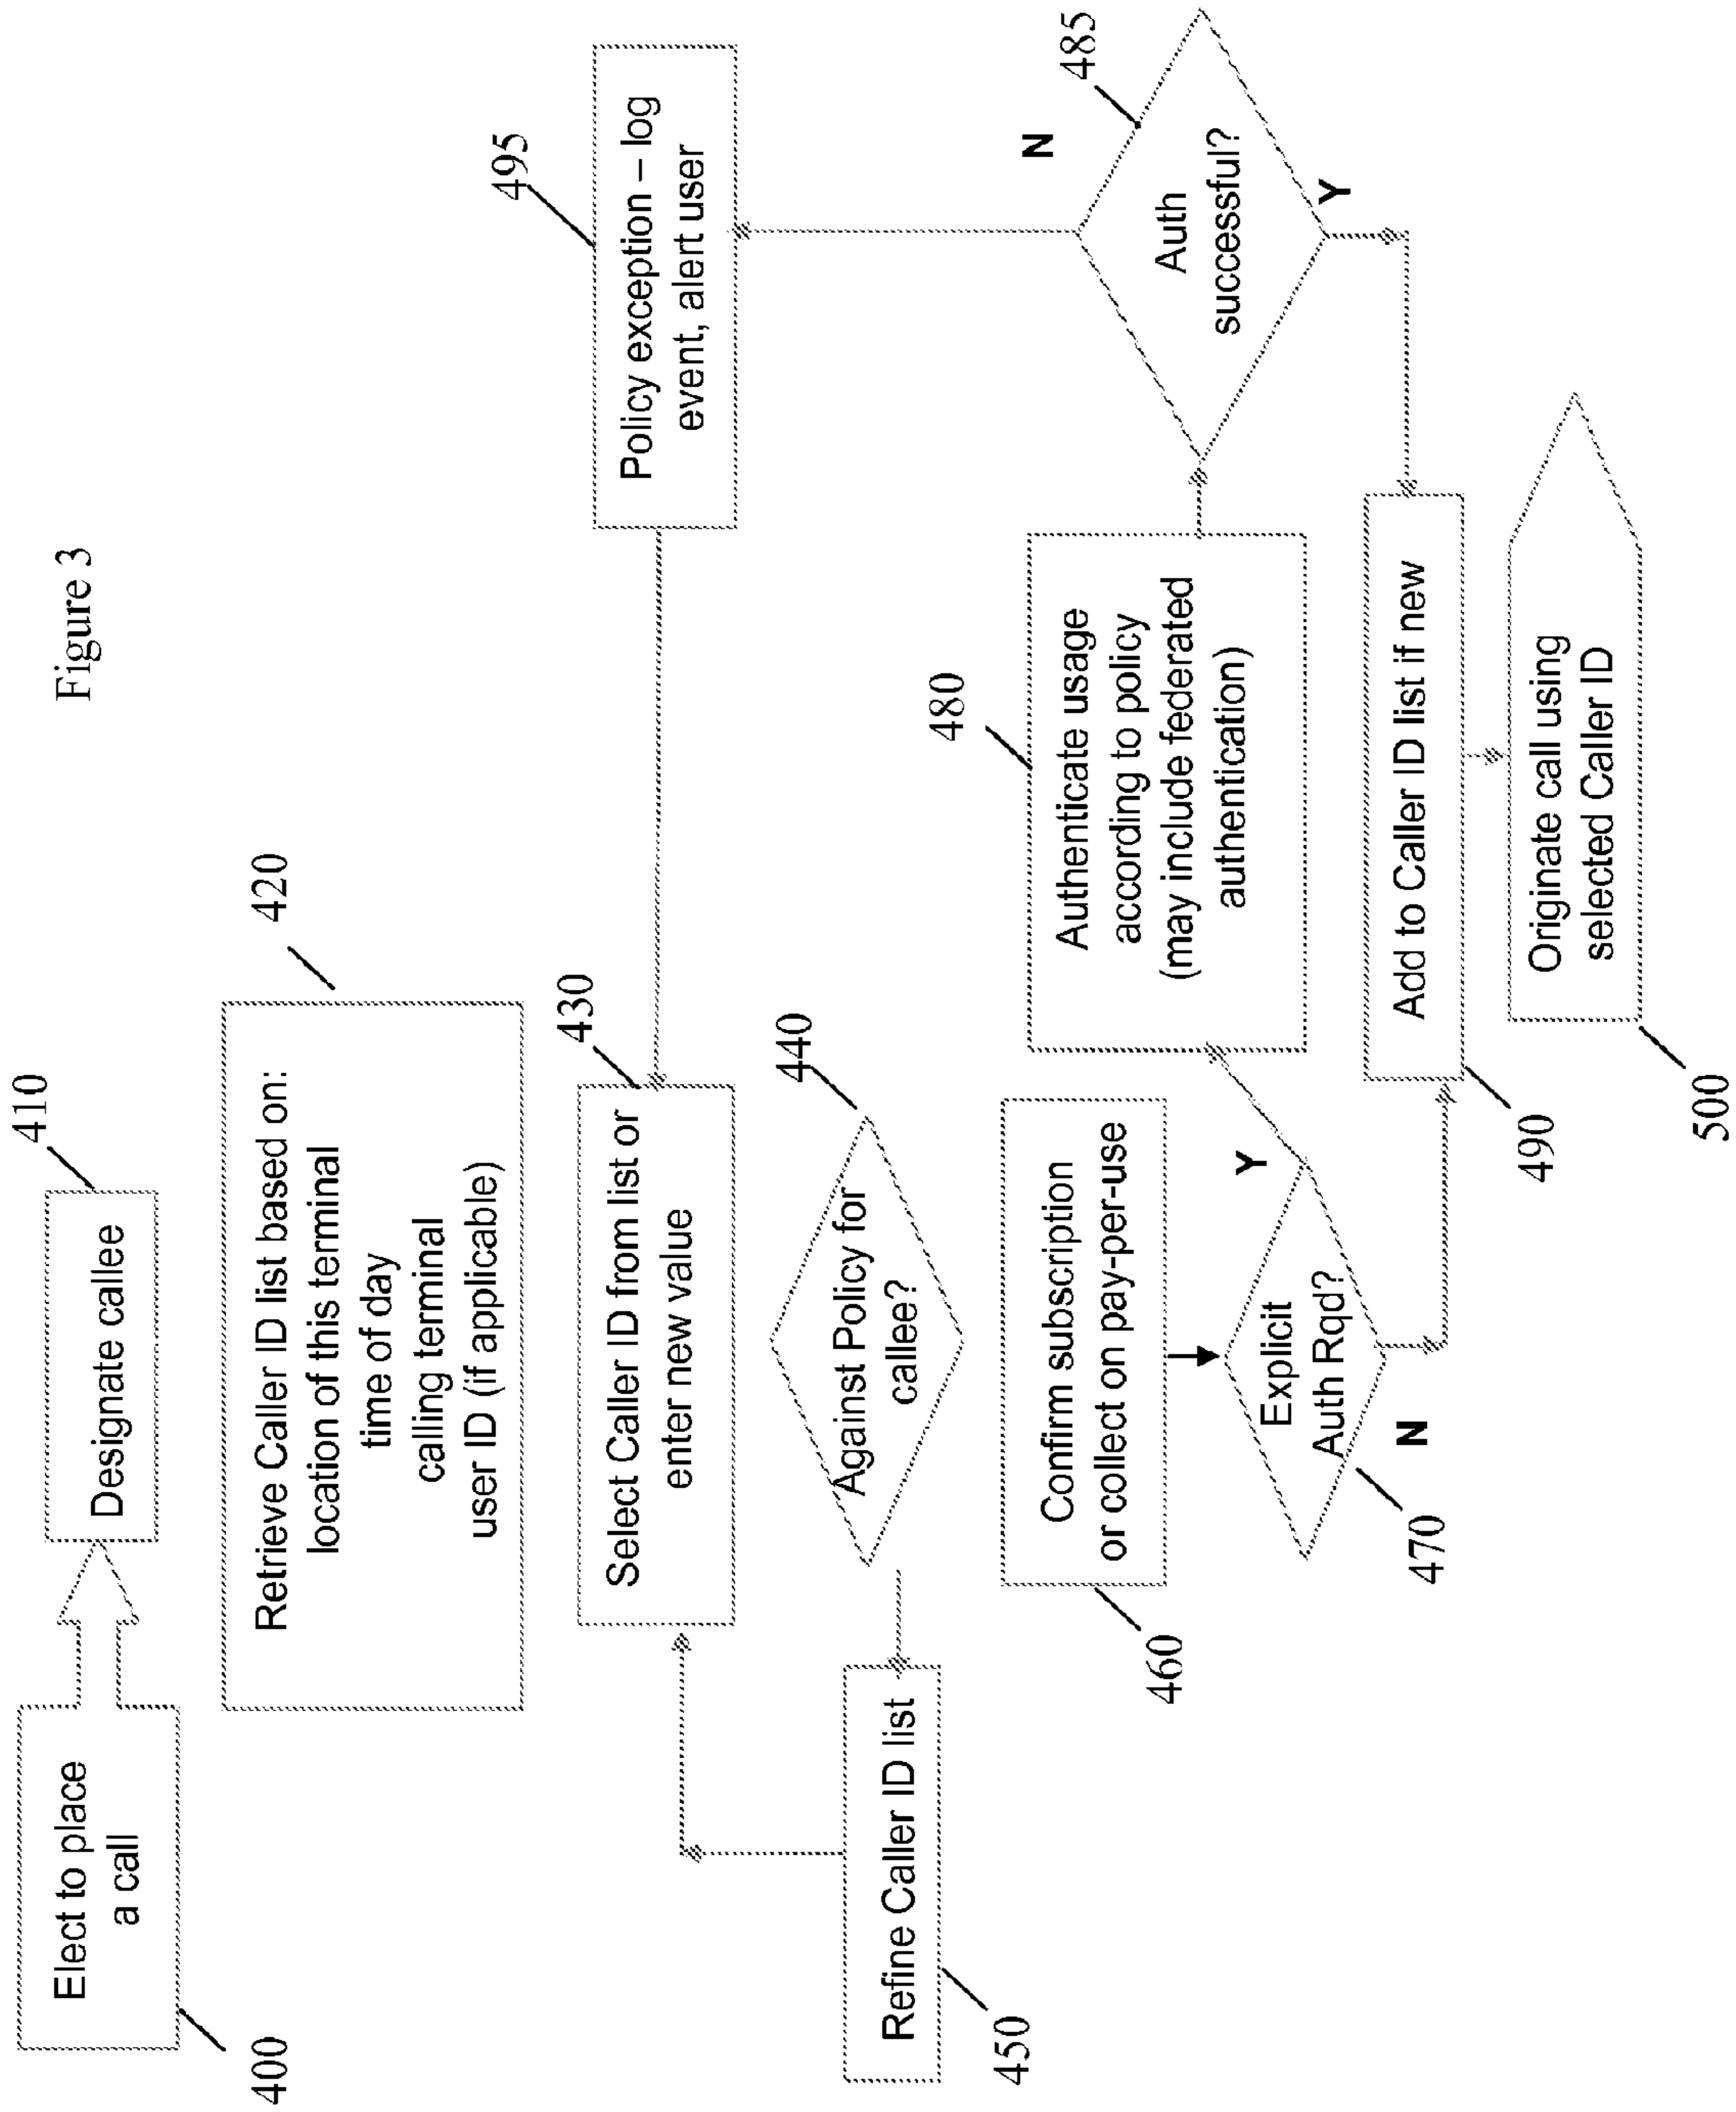 Figure 3
Elect to place
a call
400
Designate callee
410
Retrieve Caller ID list based on:
location of this terminal
time of day
calling terminal
user ID (if applicable)
420
Select Caller ID from list or
enter new value
430
Policy exception – log
event, alert user
495
Against Policy for
callee?
440
Refine Caller ID list
450
Confirm subscription
or collect on pay-per-use
460
Explicit
Auth Rqd?
470
Y
N
Authenticate usage
according to policy
(may include federated
authentication)
480
Auth
successful?
485
N
Y
Add to Caller ID list if new
490
Originate call using
selected Caller ID
500